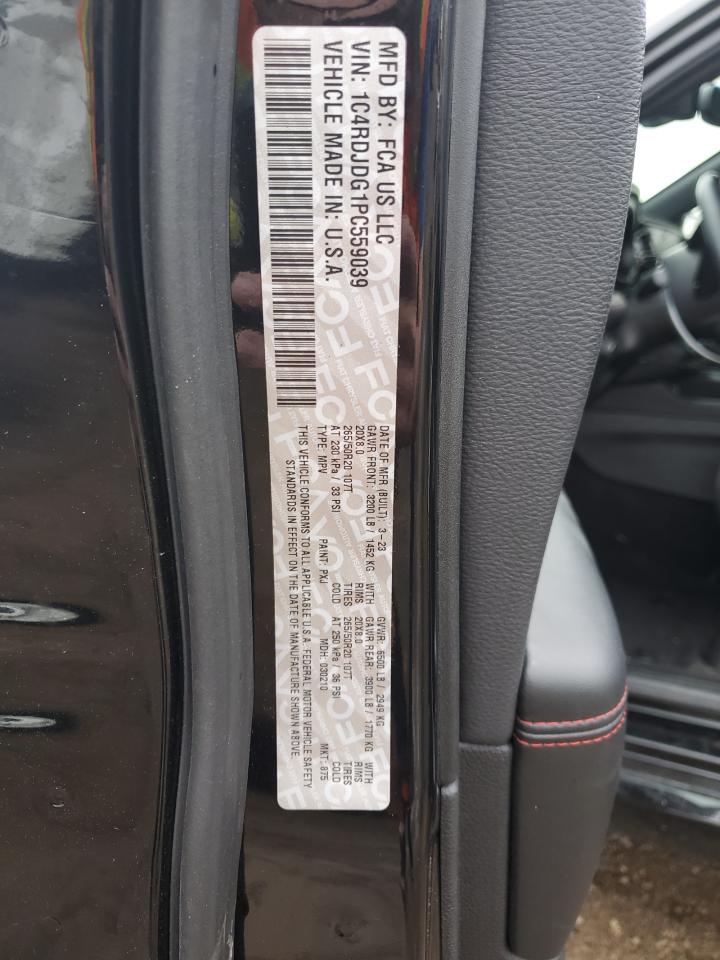 MFD BY: FCA US LLC
VIN: 1C4RDJDG1PC559039
VEHICLE MADE IN: U.S.A.
DATE OF MFR (BUILT): 3-23 GVWR: 6500 LB / 2949 KG
GAWR FRONT: 3200 LB / 1452 KG WITH GAWR REAR: 3900 LB / 1770 KG WITH
20X8.0 RIMS 20X8.0 RIMS
265/50R20 107T TIRES 265/50R20 107T TIRES
AT 230 kPa / 33 PSI COLD AT 250 kPa / 36 PSI COLD
TYPE: MPV PAINT: PXJ MDH: 030210 MKT: 875
THIS VEHICLE CONFORMS TO ALL APPLICABLE U.S.A. FEDERAL MOTOR VEHICLE SAFETY
STANDARDS IN EFFECT ON THE DATE OF MANUFACTURE SHOWN ABOVE.